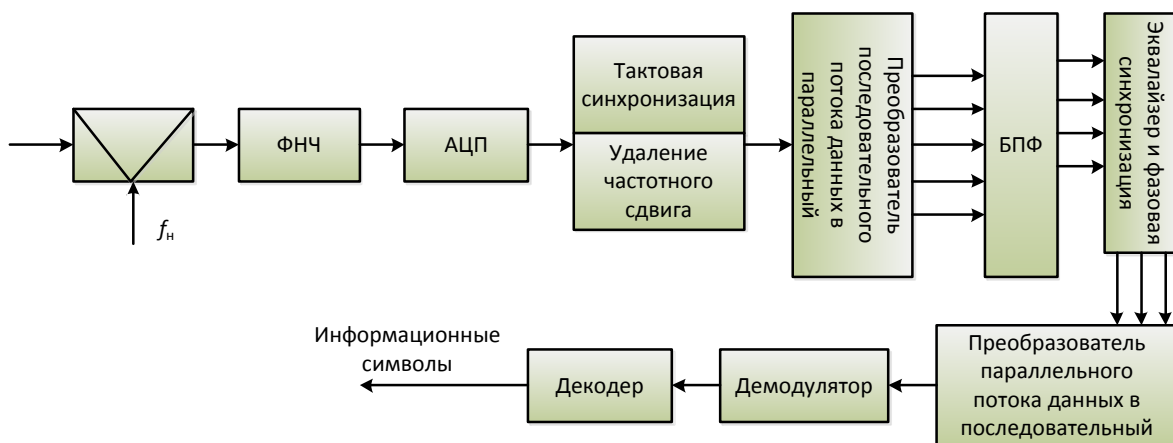 fн
ФНЧ
АЦП
Тактовая
синхронизация
Удаление
частотного
сдвига
Преобразователь
последовательного
потока данных в
параллельный
БПФ
Эквалайзер и фазовая
синхронизация
Преобразователь
параллельного
потока данных в
последовательный
Демодулятор
Декодер
Информационные
символы